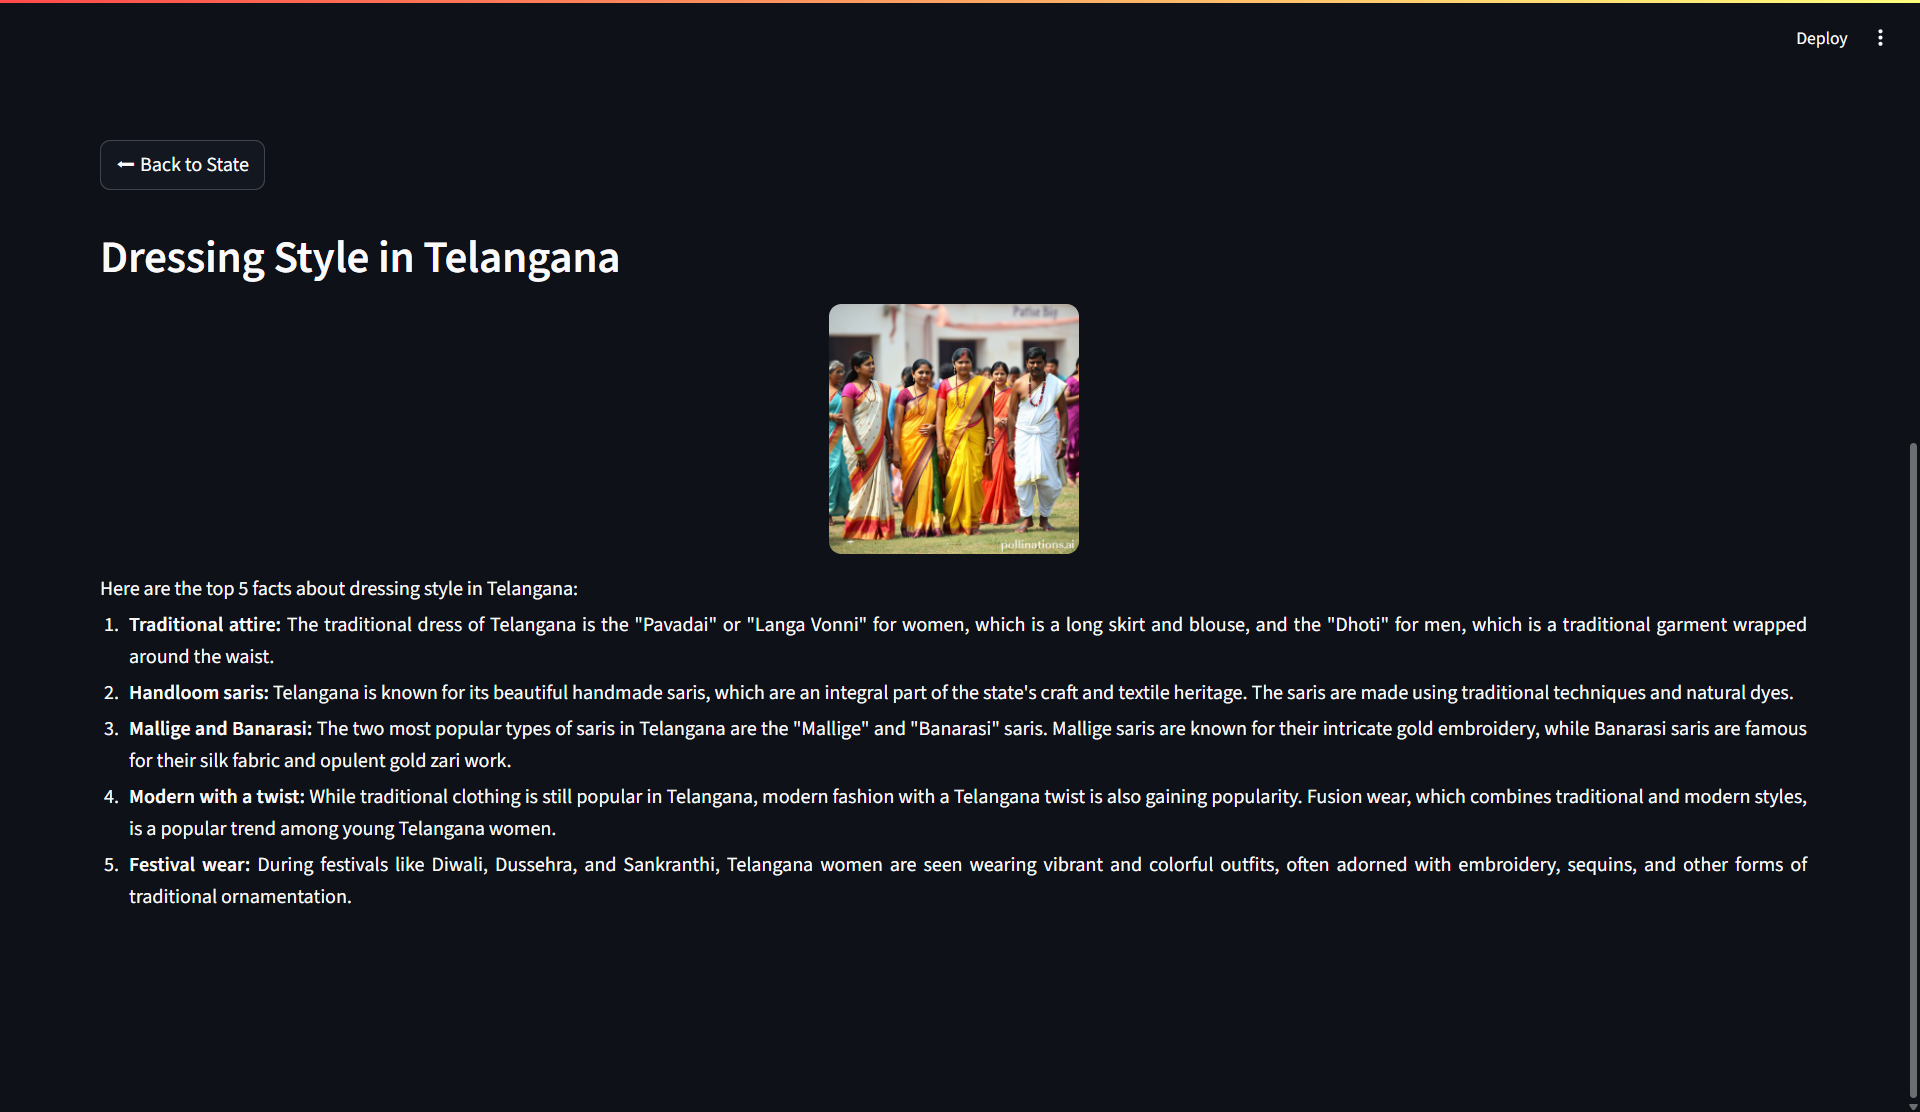 Deploy
Back to State
Dressing Style in Telangana
pollinations.ai
Here are the top 5 facts about dressing style in Telangana:
1. Traditional attire: The traditional dress of Telangana is the "Pavadai" or "Langa Vonni" for women, which is a long skirt and blouse, and the "Dhoti" for men, which is a traditional garment wrapped
around the waist.
2. Handloom saris: Telangana is known for its beautiful handmade saris, which are an integral part of the state's craft and textile heritage. The saris are made using traditional techniques and natural dyes.
3. Mallige and Banarasi: The two most popular types of saris in Telangana are the "Mallige" and "Banarasi" saris. Mallige saris are known for their intricate gold embroidery, while Banarasi saris are famous
for their silk fabric and opulent gold zari work.
4. Modern with a twist: While traditional clothing is still popular in Telangana, modern fashion with a Telangana twist is also gaining popularity. Fusion wear, which combines traditional and modern styles,
is a popular trend among young Telangana women.
5. Festival wear: During festivals like Diwali, Dussehra, and Sankranthi, Telangana women are seen wearing vibrant and colorful outfits, often adorned with embroidery, sequins, and other forms of
traditional ornamentation.